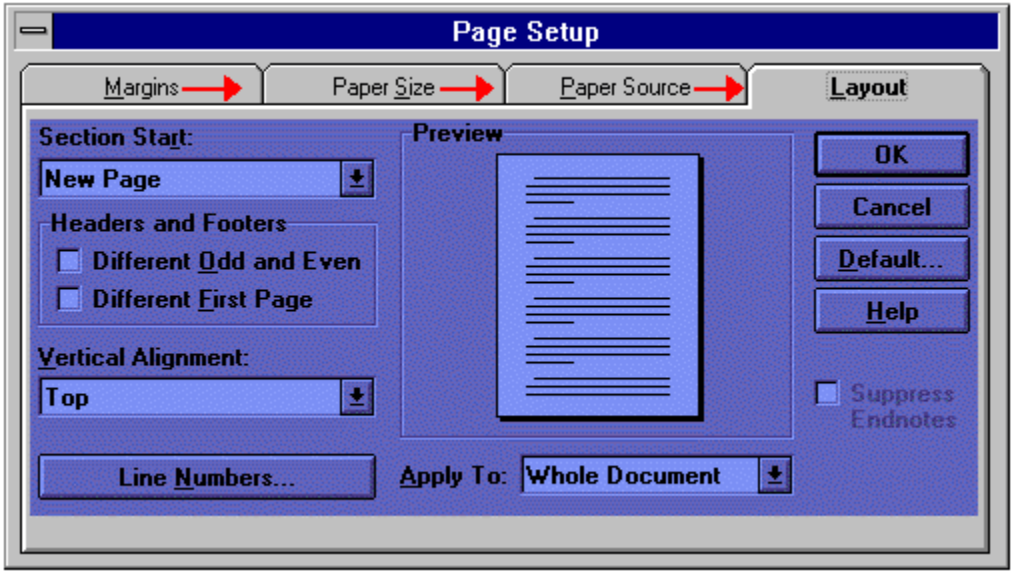 Page Setup
Margins Paper Size Paper Source Layout
Section Start:
New Page
Headers and Footers
Different Odd and Even
Different First Page
Vertical Alignment:
Top
Line Numbers...
Preview
Apply To: Whole Document
OK
Cancel
Default...
Help
Suppress
Endnotes